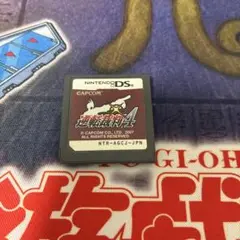 NINTENDO DS
CAPCOM
逆転裁判4
© CAPCOM CO., LTD. 2007
ALL RIGHTS RESERVED.
NTR-AGCJ-JPN
GI-OH